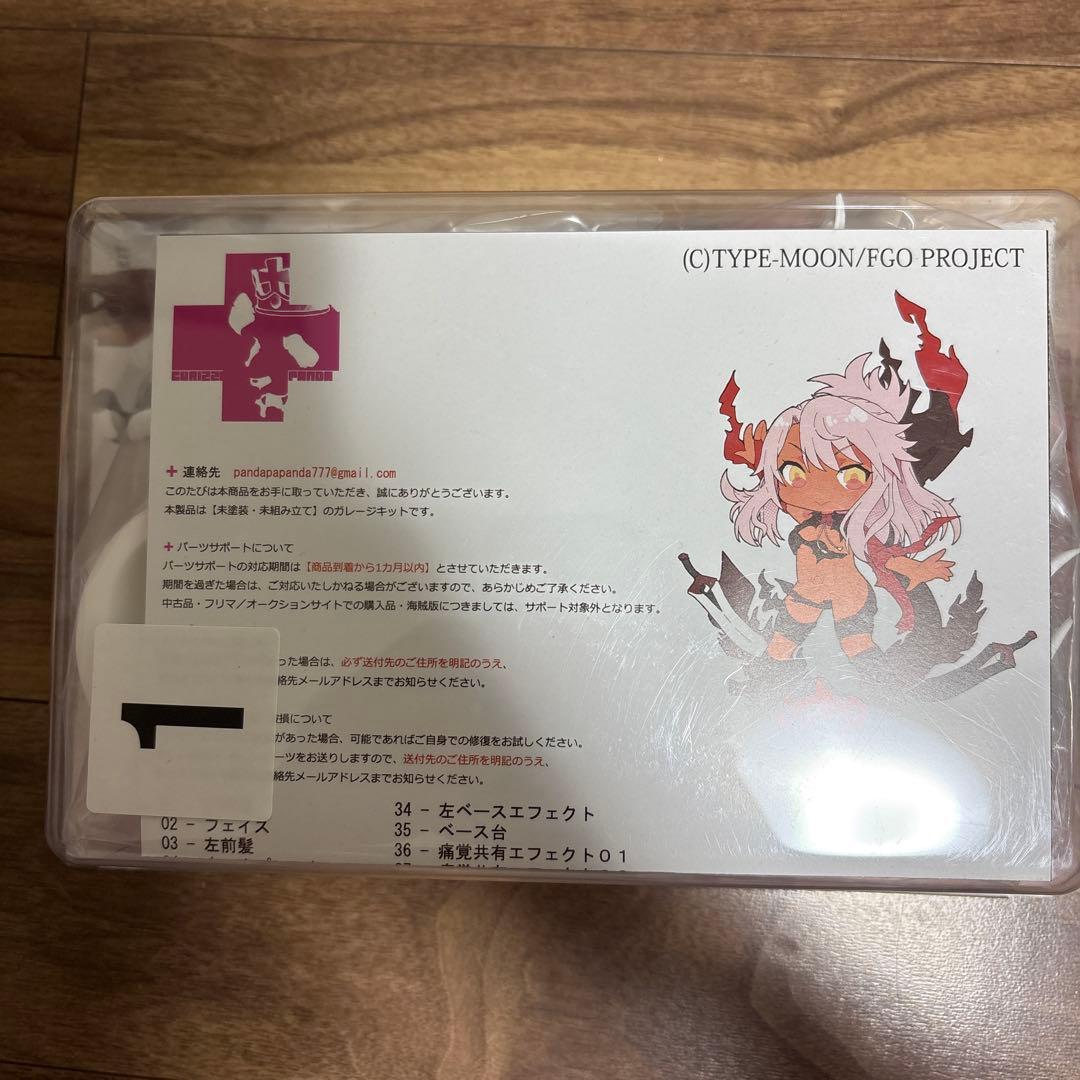 (C)TYPE-MOON/FGO PROJECT
PANDA
✚ 連絡先 pandapapanda777@gmail.com
このたびは本商品をお手に取っていただき、誠にありがとうございます。
本製品は【未塗装・未組み立て】のガレージキットです。
✚ パーツサポートについて
パーツサポートの対応期間は【商品到着から1カ月以内】とさせていただきます。
期間を過ぎた場合は、ご対応いたしかねる場合がございますので、あらかじめご了承ください。
中古品・フリマ/オークションサイトでの購入品・海賊版につきましては、サポート対象外となります。
った場合は、必ず送付先のご住所を明記のうえ、
絡先メールアドレスまでお知らせください。
損について
があった場合、可能であればご自身での修復をお試しください。
ーツをお送りしますので、送付先のご住所を明記のうえ、
絡先メールアドレスまでお知らせください。
1
02 - フェイス
03 - 左前髪
34 - 左ベースエフェクト
35 - ベース台
36 - 痛覚共有エフェクト01